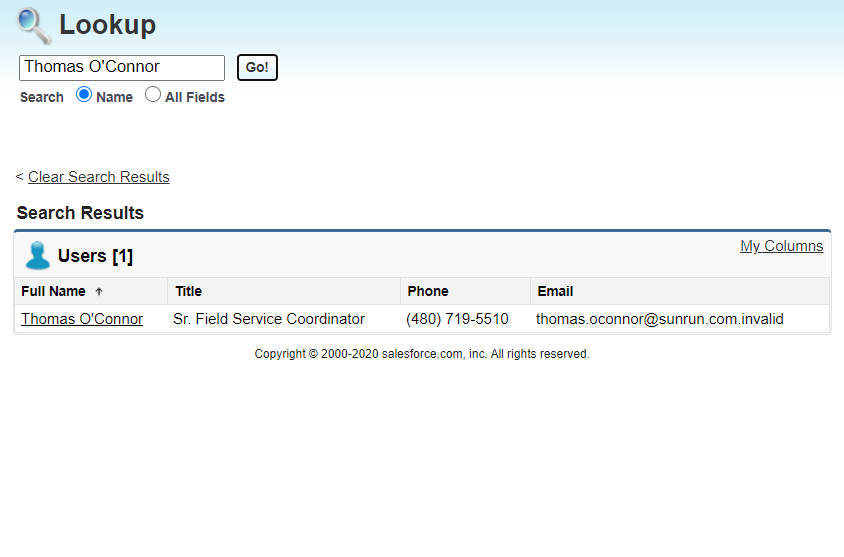 Lookup
Thomas O'Connor
Go!
Search Name All Fields
< Clear Search Results
Search Results
Users [1]
My Columns
Full Name Title Phone Email
Thomas O'Connor Sr. Field Service Coordinator (480) 719-5510 thomas.oconnor@sunrun.com.invalid
Copyright © 2000-2020 salesforce.com, inc. All rights reserved.